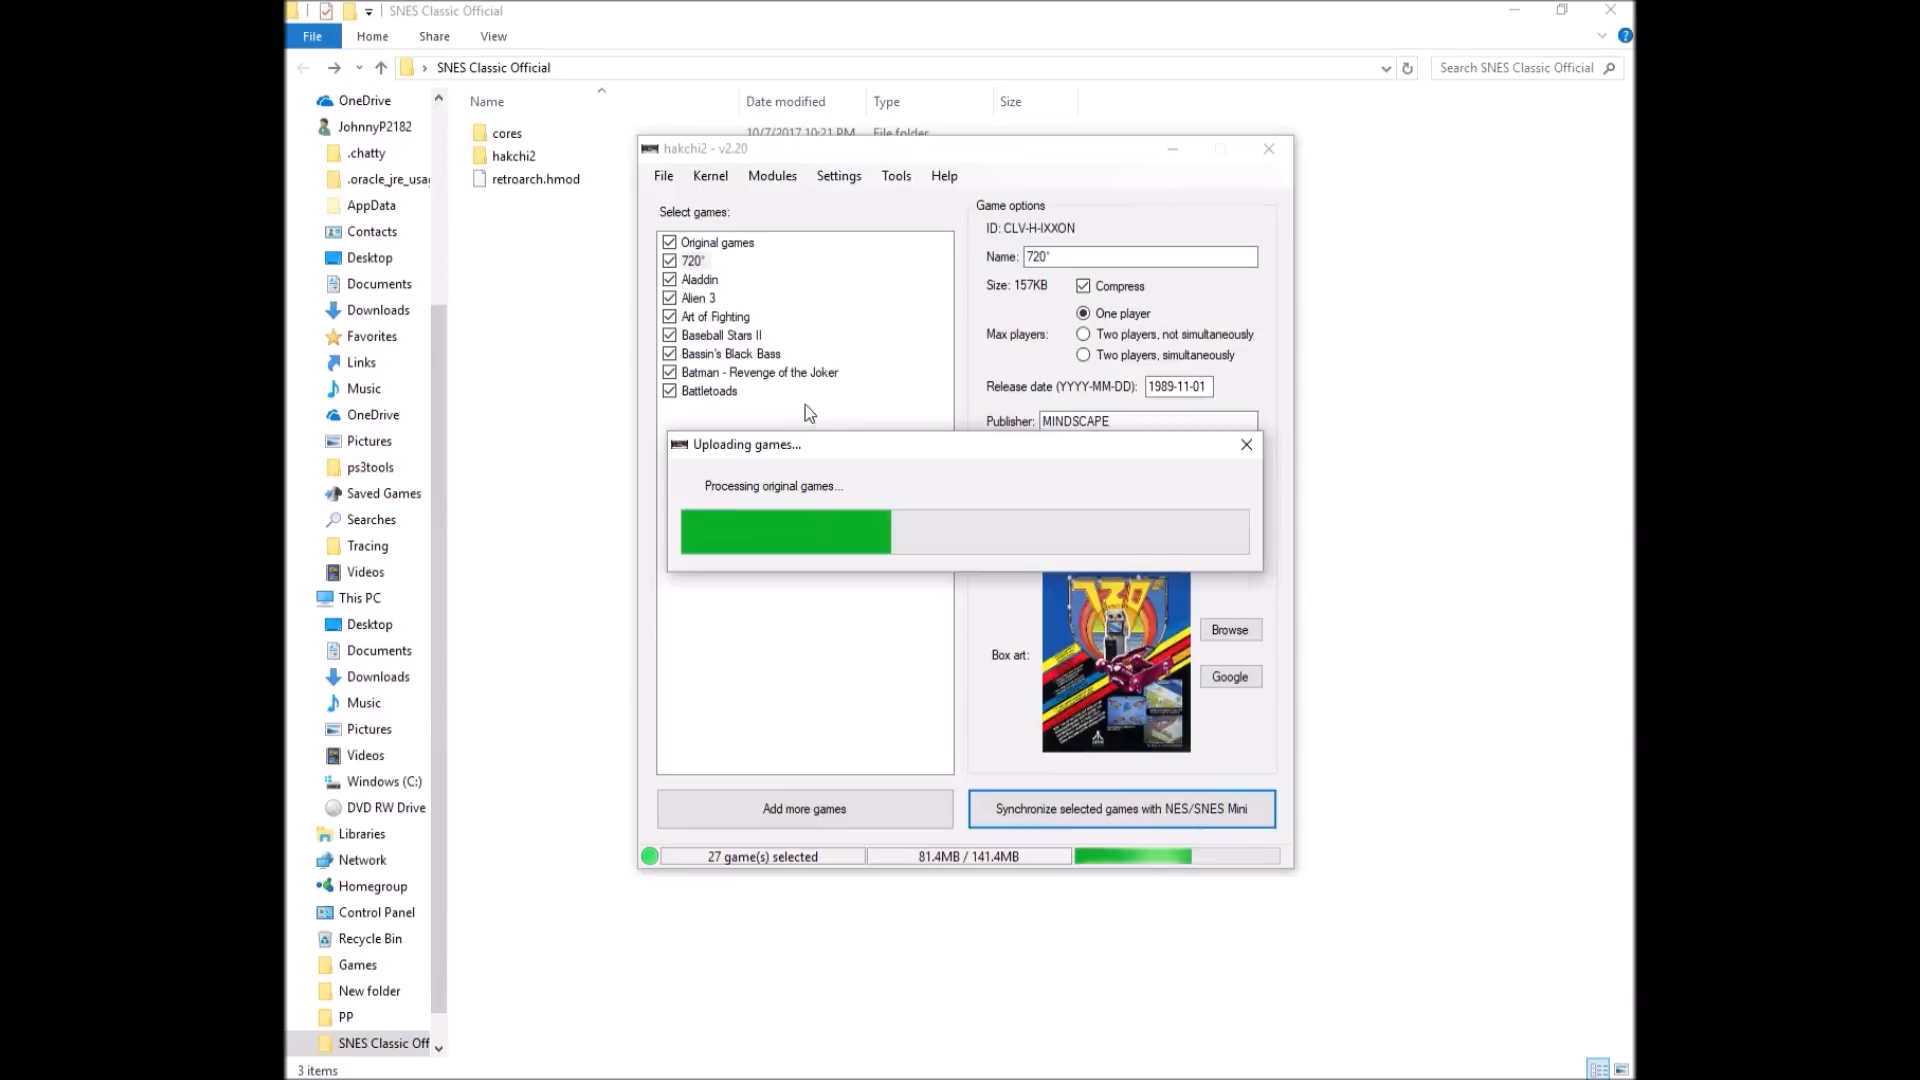 SNES Classic Official
File Home Share View
SNES Classic Official
Search SNES Classic Official
Name Date modified Type Size
OneDrive
JohnnyP2182
.chatty
.oracle_jre_usa
AppData
Contacts
Desktop
Documents
Downloads
Favorites
Links
Music
OneDrive
Pictures
ps3tools
Saved Games
Searches
Tracing
Videos
This PC
Desktop
Documents
Downloads
Music
Pictures
Videos
Windows (C:)
DVD RW Drive
Libraries
Network
Homegroup
Control Panel
Recycle Bin
Games
New folder
PP
SNES Classic Off
3 items
cores 10/7/2017 10:21 PM File folder
hakchi2
retroarch.hmod
hakchi2 - v2.20
File Kernel Modules Settings Tools Help
Select games:
Original games
720°
Aladdin
Alien 3
Art of Fighting
Baseball Stars II
Bassin's Black Bass
Batman - Revenge of the Joker
Battletoads
Game options
ID: CLV-H-IXXON
Name: 720°
Size: 157KB Compress
Max players:
One player
Two players, not simultaneously
Two players, simultaneously
Release date (YYYY-MM-DD): 1989-11-01
Publisher: MINDSCAPE
Uploading games...
Processing original games...
Box art:
720°
Browse
Google
Add more games
Synchronize selected games with NES/SNES Mini
27 game(s) selected
81.4MB / 141.4MB